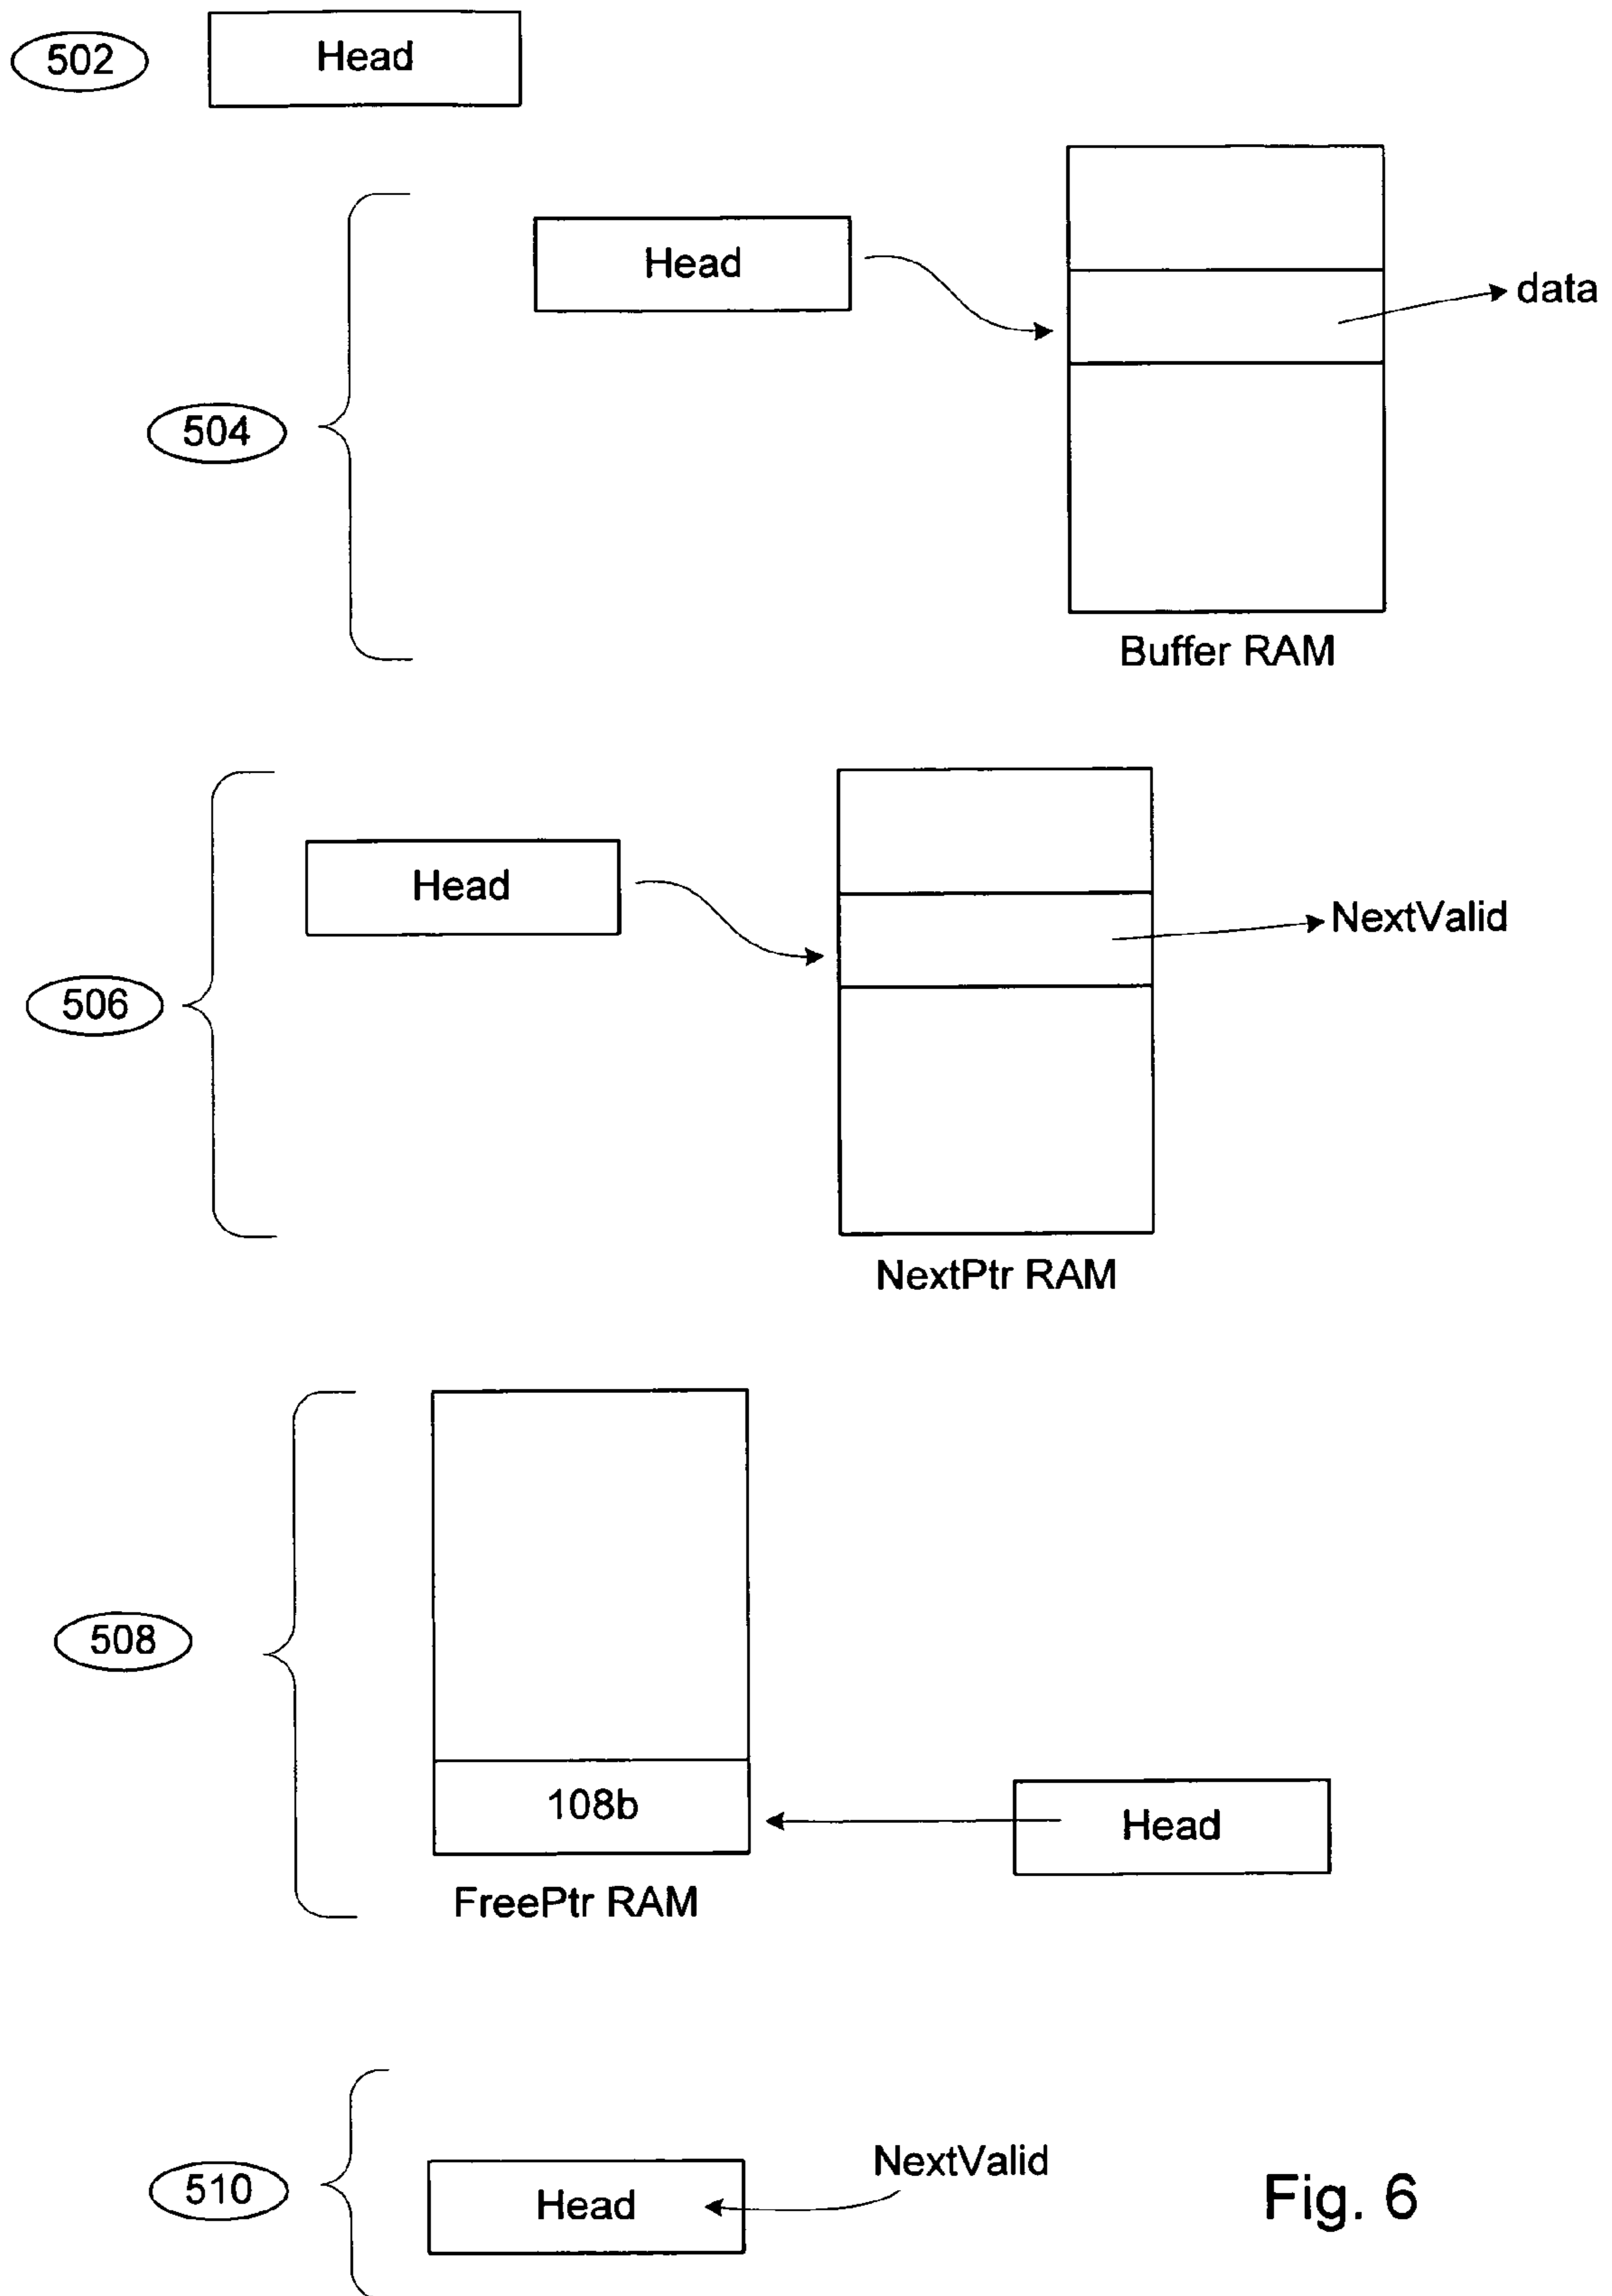 502
Head
Head
data
504
Buffer RAM
Head
NextValid
506
NextPtr RAM
508
108b
Head
FreePtr RAM
NextValid
510
Head
Fig. 6